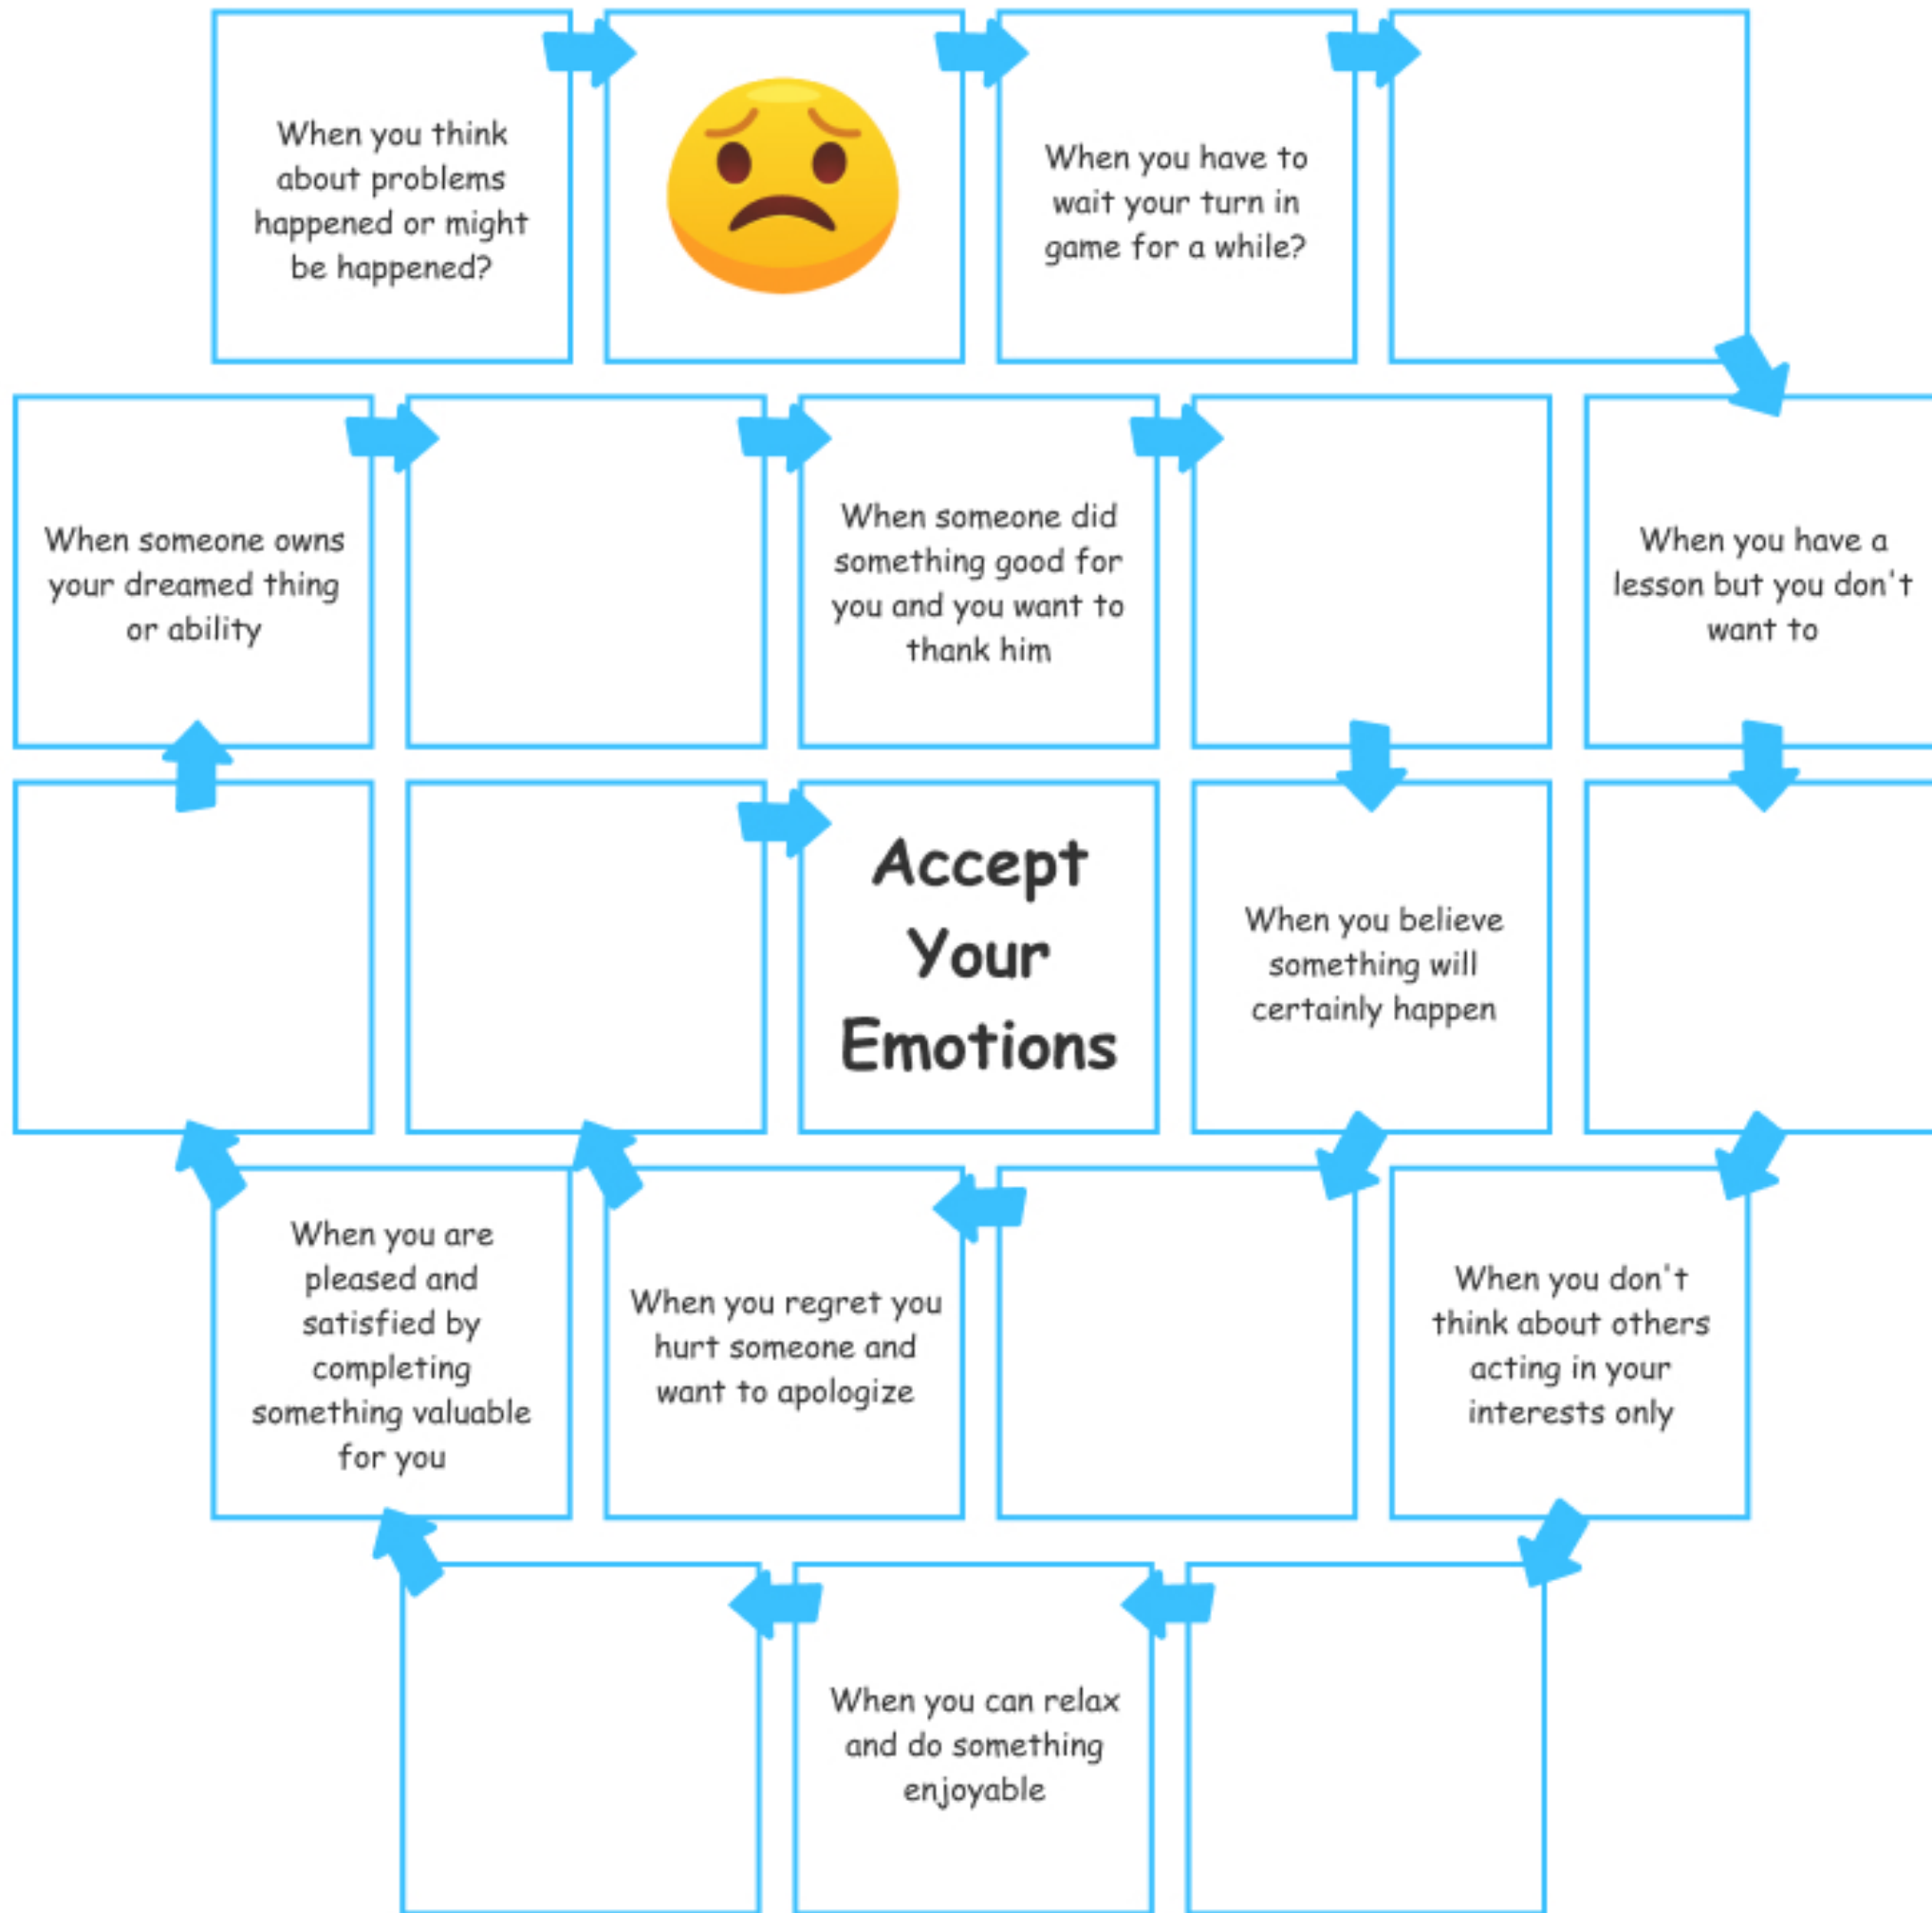 When you think
about problems
happened or might
be happened?
When you have to
wait your turn in
game for a while?
When someone owns
your dreamed thing
or ability
When someone did
something good for
you and you want to
thank him
When you have a
lesson but you don't
want to
Accept
Your
Emotions
When you believe
something will
certainly happen
When you are
pleased and
satisfied by
completing
something valuable
for you
When you regret you
hurt someone and
want to apologize
When you don't
think about others
acting in your
interests only
When you can relax
and do something
enjoyable